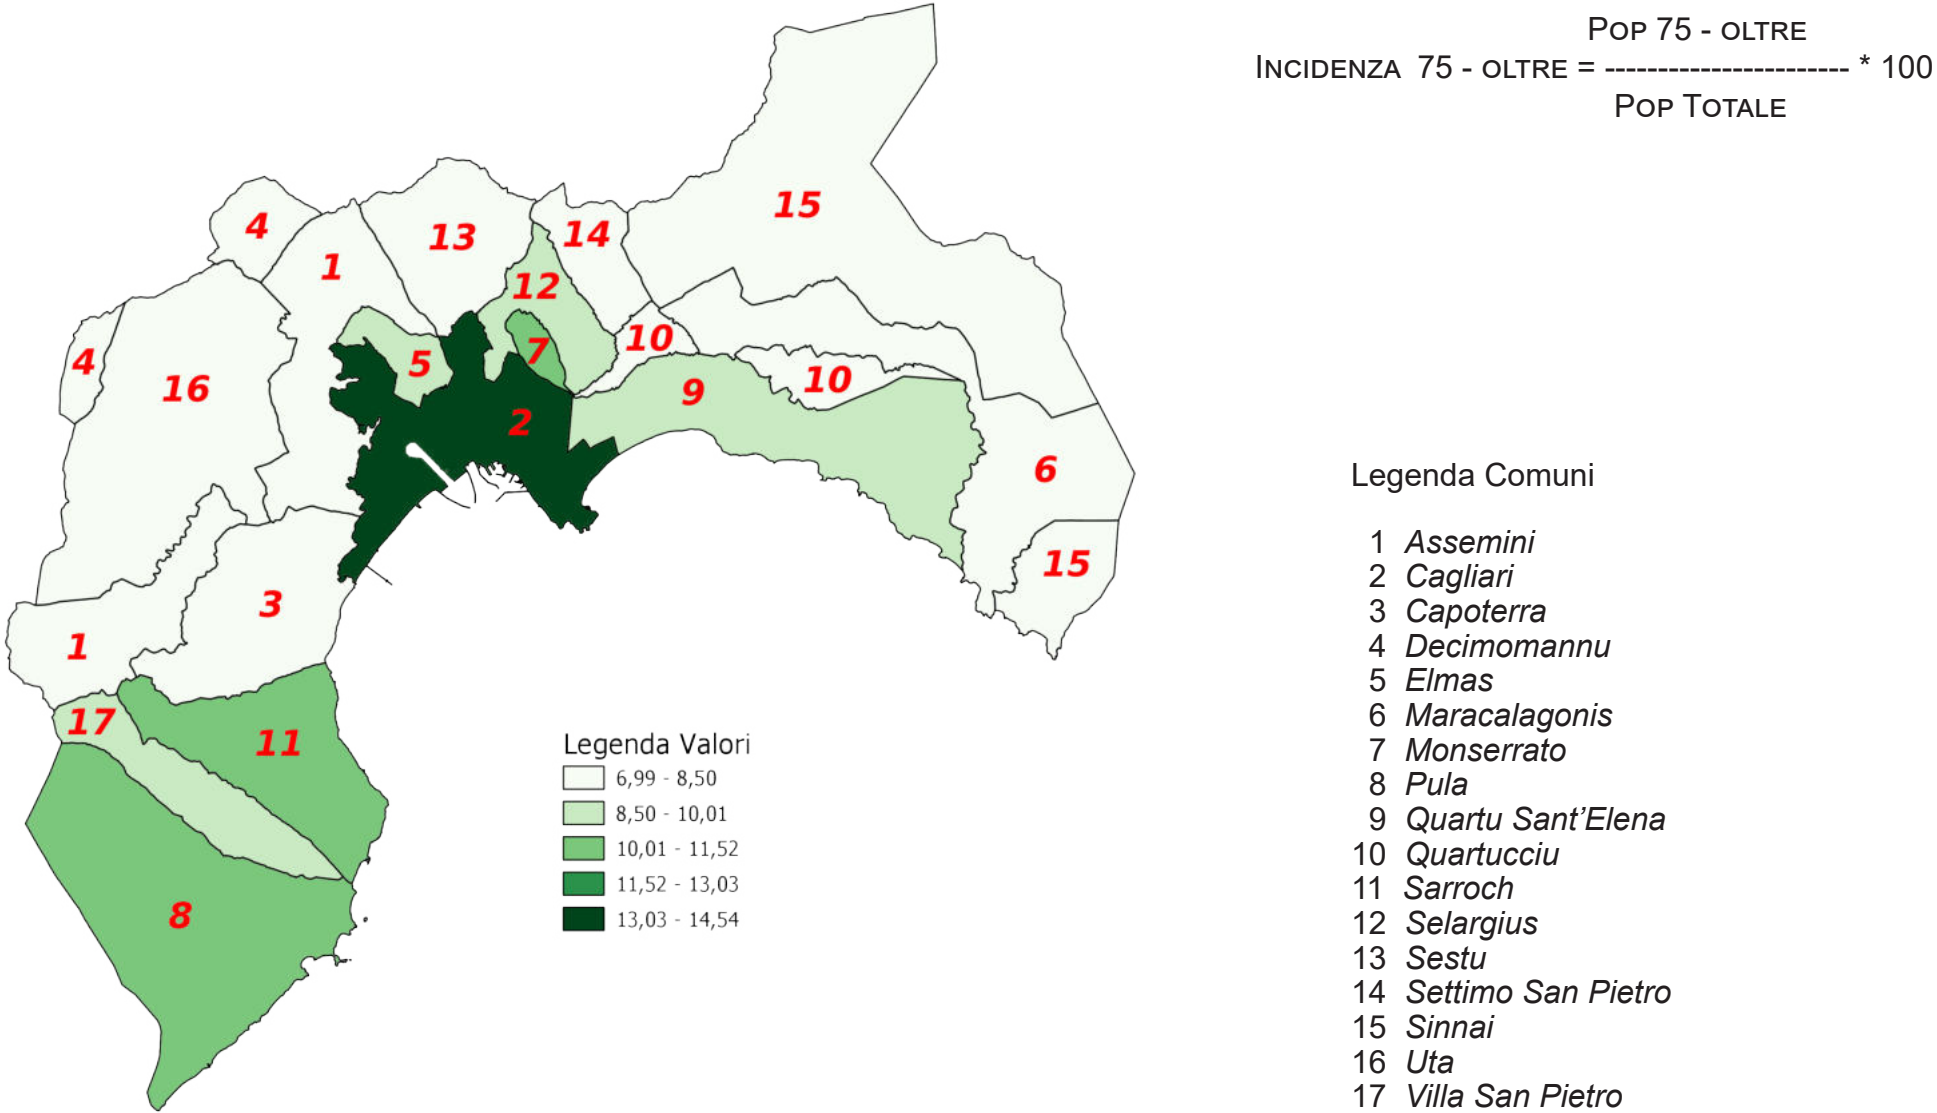 POP 75 - OLTRE
INCIDENZA 75 - OLTRE = ----------------------- * 100
POP TOTALE
15
4
13
14
1
12
10
7
4
5
10
16
9
2
6
15
3
1
17
11
8
Legenda Valori
6,99 - 8,50
8,50 - 10,01
10,01 - 11,52
11,52 - 13,03
13,03 - 14,54
Legenda Comuni
1 Assemini
2 Cagliari
3 Capoterra
4 Decimomannu
5 Elmas
6 Maracalagonis
7 Monserrato
8 Pula
9 Quartu Sant’Elena
10 Quartucciu
11 Sarroch
12 Selargius
13 Sestu
14 Settimo San Pietro
15 Sinnai
16 Uta
17 Villa San Pietro